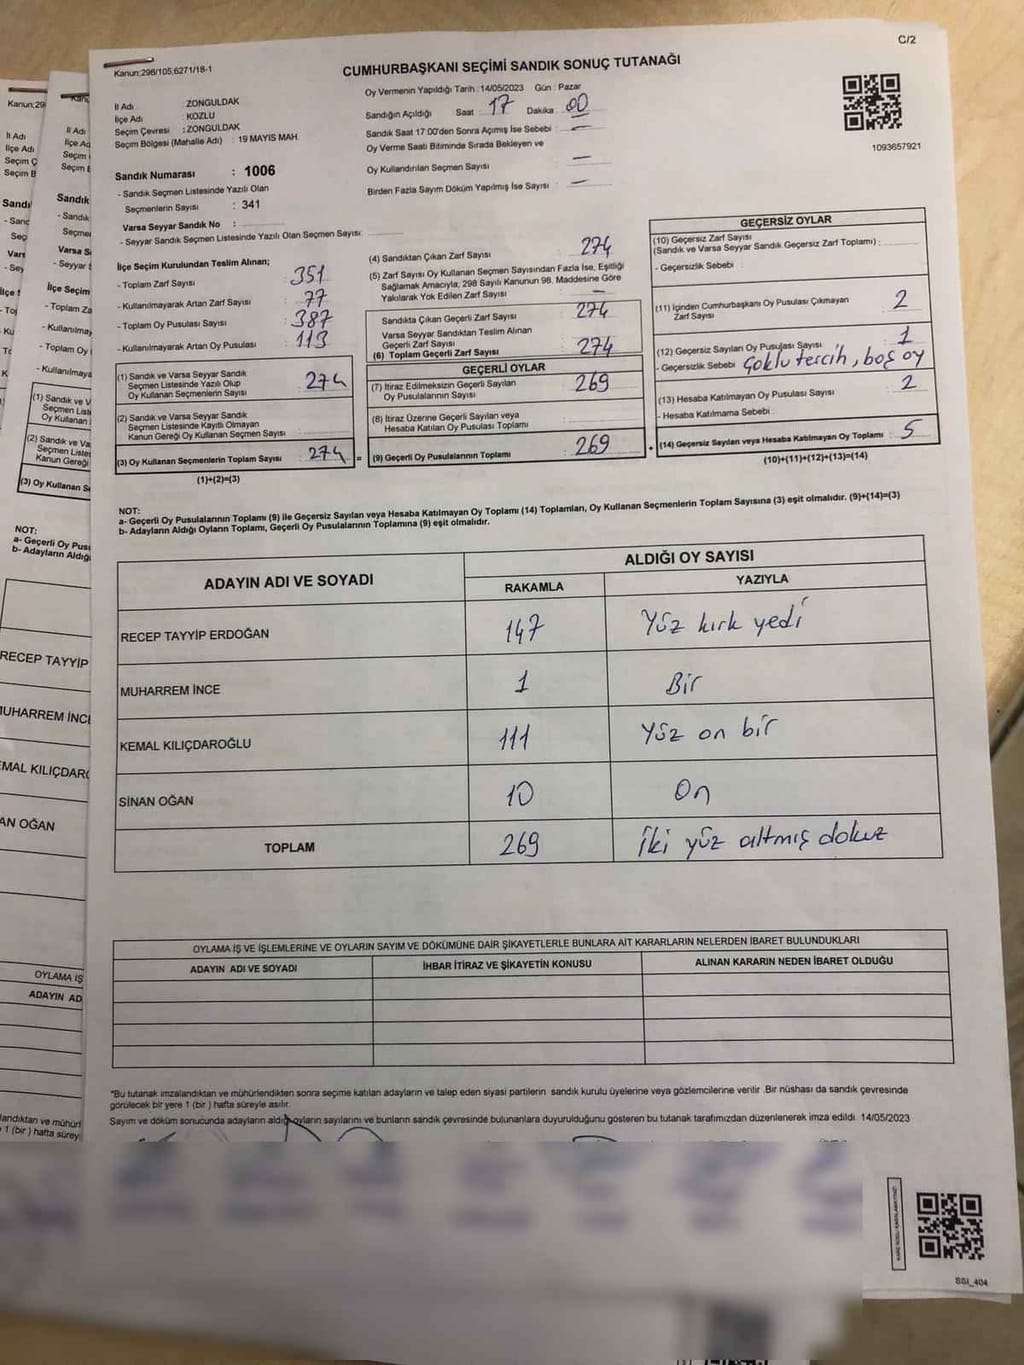 C/2
Kanun;298/105,6271/18-1
CUMHURBAŞKANI SEÇİMİ SANDIK SONUÇ TUTANAĞI
İl Adı ZONGULDAK
İlçe Adı KOZLU
Seçim Çevresi : ZONGULDAK
Seçim Bölgesi (Mahalle Adı) : 19 MAYIS MAH.
Sandık Numarası : 1006
- Sandık Seçmen Listesinde Yazılı Olan
Seçmenlerin Sayısı : 341
Varsa Seyyar Sandık No :
- Seyyar Sandık Seçmen Listesinde Yazılı Olan Seçmen Sayısı:
Oy Vermenin Yapıldığı Tarih : 14/05/2023 Gün : Pazar
Sandığın Açıldığı Saat : 17 Dakika : 00
Sandık Saat 17:00'den Sonra Açımış İse Sebebi : —
Oy Verme Saati Bitiminde Sırada Bekleyen ve
Oy Kullandırılan Seçmen Sayısı : —
Birden Fazla Sayım Döküm Yapılmış İse Sayısı : —
1093657921
İlçe Seçim Kurulundan Teslim Alınan;
- Toplam Zarf Sayısı : 351
- Kullanılmayarak Artan Zarf Sayısı : 77
- Toplam Oy Pusulası Sayısı : 387
- Kullanılmayarak Artan Oy Pusulası : 113
(1) Sandık ve Varsa Seyyar Sandık
Seçmen Listesinde Yazılı Olup
Oy Kullanan Seçmenlerin Sayısı : 274
(2) Sandık ve Varsa Seyyar Sandık
Seçmen Listesinde Kayıtlı Olmayan
Kanun Gereği Oy Kullanan Seçmen Sayısı :
(3) Oy Kullanan Seçmenlerin Toplam Sayısı : 274 =
(1)+(2)=(3)
(4) Sandıktan Çıkan Zarf Sayısı : 274
(5) Zarf Sayısı Oy Kullanan Seçmen Sayısından Fazla İse, Eşitliği
Sağlamak Amacıyla; 298 Sayılı Kanunun 98. Maddesine Göre
Yakılarak Yok Edilen Zarf Sayısı : —
Sandıkta Çıkan Geçerli Zarf Sayısı : 274
Varsa Seyyar Sandıktan Teslim Alınan
Geçerli Zarf Sayısı :
(6) Toplam Geçerli Zarf Sayısı : 274
GEÇERLİ OYLAR
(7) İtiraz Edilmeksizin Geçerli Sayılan
Oy Pusulalarının Sayısı : 269
(8) İtiraz Üzerine Geçerli Sayılan veya
Hesaba Katılan Oy Pusulası Toplamı :
(9) Geçerli Oy Pusulalarının Toplamı : 269 +
GEÇERSİZ OYLAR
(10) Geçersiz Zarf Sayısı
(Sandık ve Varsa Seyyar Sandık Geçersiz Zarf Toplamı) :
- Geçersizlik Sebebi :
(11) İçinden Cumhurbaşkanı Oy Pusulası Çıkmayan
Zarf Sayısı : 2
(12) Geçersiz Sayılan Oy Pusulası Sayısı : 1
- Geçersizlik Sebebi : Çoklu tercih, boş oy
(13) Hesaba Katılmayan Oy Pusulası Sayısı : 2
- Hesaba Katılmama Sebebi :
(14) Geçersiz Sayılan veya Hesaba Katılmayan Oy Toplamı : 5
(10)+(11)+(12)+(13)=(14)
NOT:
a- Geçerli Oy Pusulalarının Toplamı (9) ile Geçersiz Sayılan veya Hesaba Katılmayan Oy Toplamı (14) Toplamları, Oy Kullanan Seçmenlerin Toplam Sayısına (3) eşit olmalıdır. (9)+(14)=(3)
b- Adayların Aldığı Oyların Toplamı, Geçerli Oy Pusulalarının Toplamına (9) eşit olmalıdır.
ADAYIN ADI VE SOYADI ALDIĞI OY SAYISI
RAKAMLA YAZIYLA
RECEP TAYYİP ERDOĞAN 147 Yüz kırk yedi
MUHARREM İNCE 1 Bir
KEMAL KILIÇDAROĞLU 111 Yüz on bir
SİNAN OĞAN 10 On
TOPLAM 269 İki yüz altmış dokuz
OYLAMA İŞ VE İŞLEMLERİNE VE OYLARIN SAYIM VE DÖKÜMÜNE DAİR ŞİKAYETLERLE BUNLARA AİT KARARLARIN NELERDEN İBARET BULUNDUKLARI
ADAYIN ADI VE SOYADI İHBAR İTİRAZ VE ŞİKAYETİN KONUSU ALINAN KARARIN NEDEN İBARET OLDUĞU
*Bu tutanak imzalandıktan ve mühürlendikten sonra seçime katılan adayların ve talep eden siyasi partilerin sandık kurulu üyelerine veya gözlemcilerine verilir .Bir nüshası da sandık çevresinde
görülecek bir yere 1 (bir ) hafta süreyle asılır.
Sayım ve döküm sonucunda adayların aldığı oyların sayılarını ve bunların sandık çevresinde bulunanlara duyurulduğunu gösteren bu tutanak tarafımızdan düzenlenerek imza edildi. 14/05/2023
SSI_404